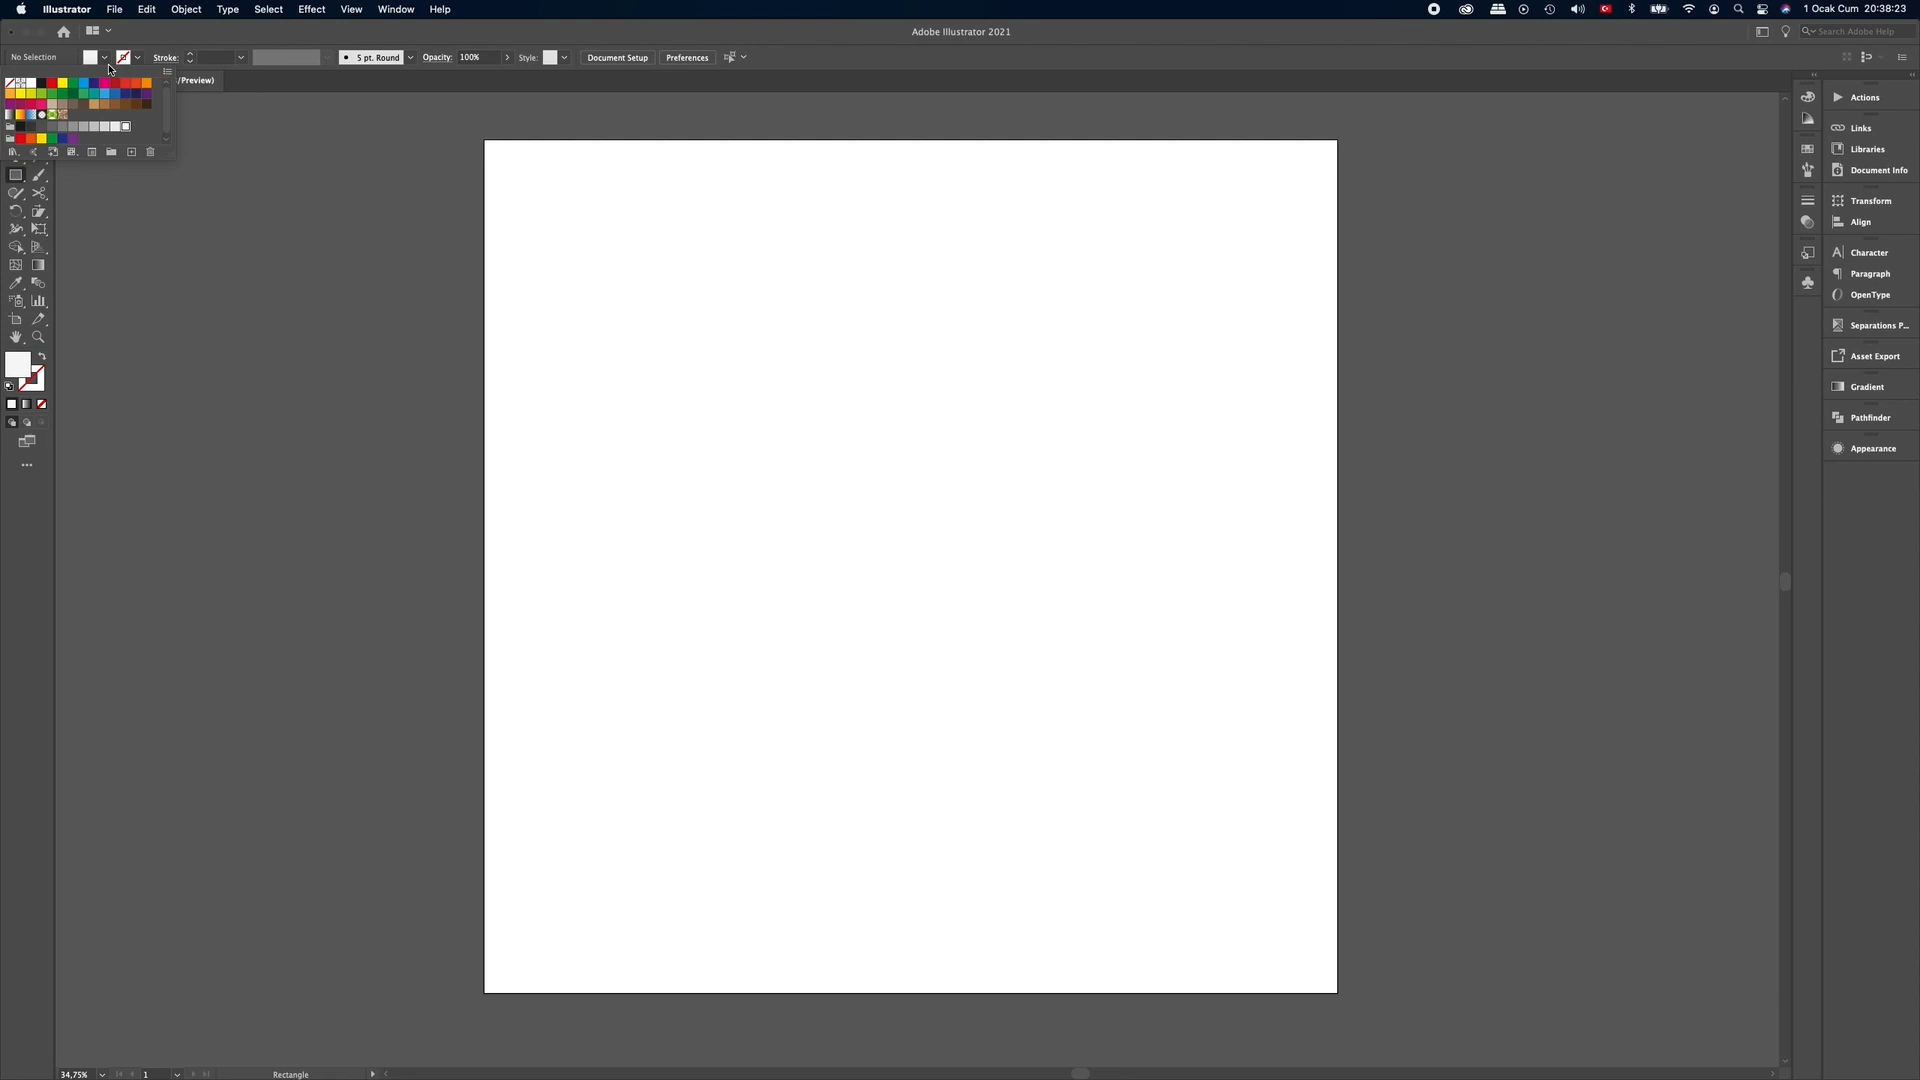 Illustrator File Edit Object Type Select Effect View Window Help 1 Ocak Cum 20:38:23
Adobe Illustrator 2021 Search Adobe Help
No Selection Stroke: 5 pt. Round Opacity: 100% Style: Document Setup Preferences
/Preview)
Actions
Links
Libraries
Document Info
Transform
Align
Character
Paragraph
OpenType
Separations P...
Asset Export
Gradient
Pathfinder
Appearance
34,75% 1 Rectangle